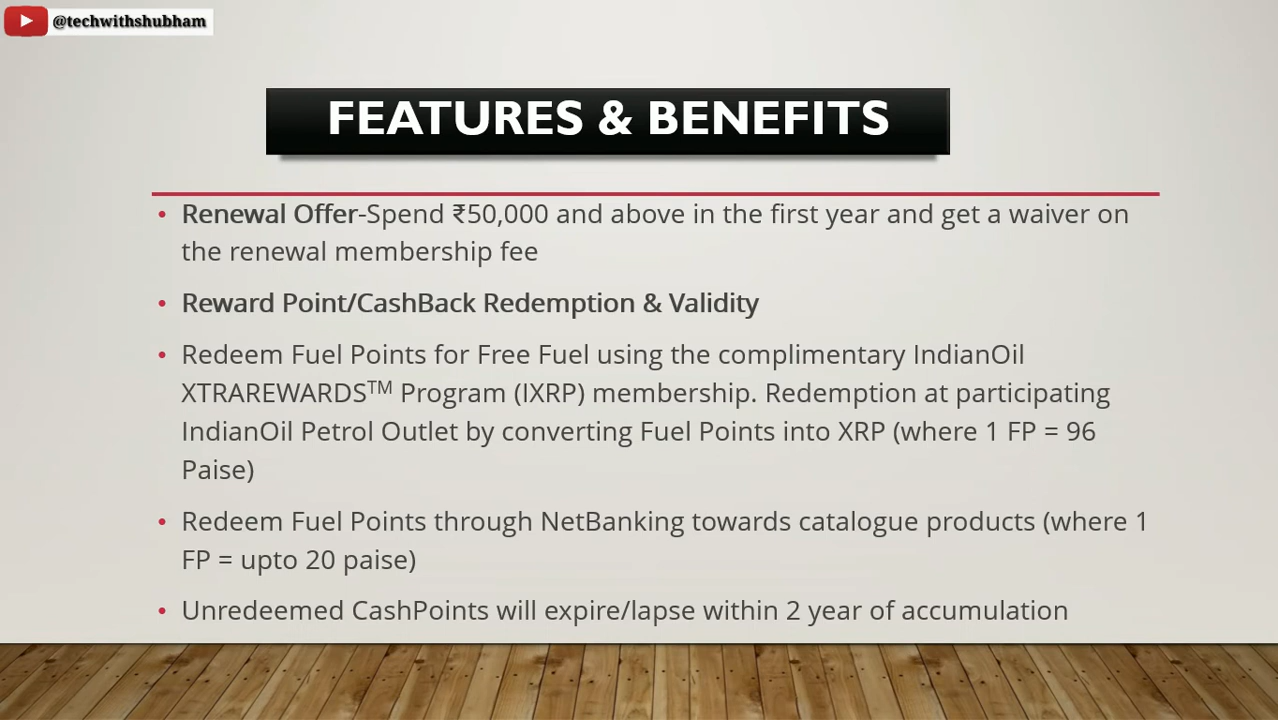 @techwithshubham
FEATURES & BENEFITS
• Renewal Offer-Spend ₹50,000 and above in the first year and get a waiver on
the renewal membership fee
• Reward Point/CashBack Redemption & Validity
• Redeem Fuel Points for Free Fuel using the complimentary IndianOil
XTRAREWARDS™ Program (IXRP) membership. Redemption at participating
IndianOil Petrol Outlet by converting Fuel Points into XRP (where 1 FP = 96
Paise)
• Redeem Fuel Points through NetBanking towards catalogue products (where 1
FP = upto 20 paise)
• Unredeemed CashPoints will expire/lapse within 2 year of accumulation